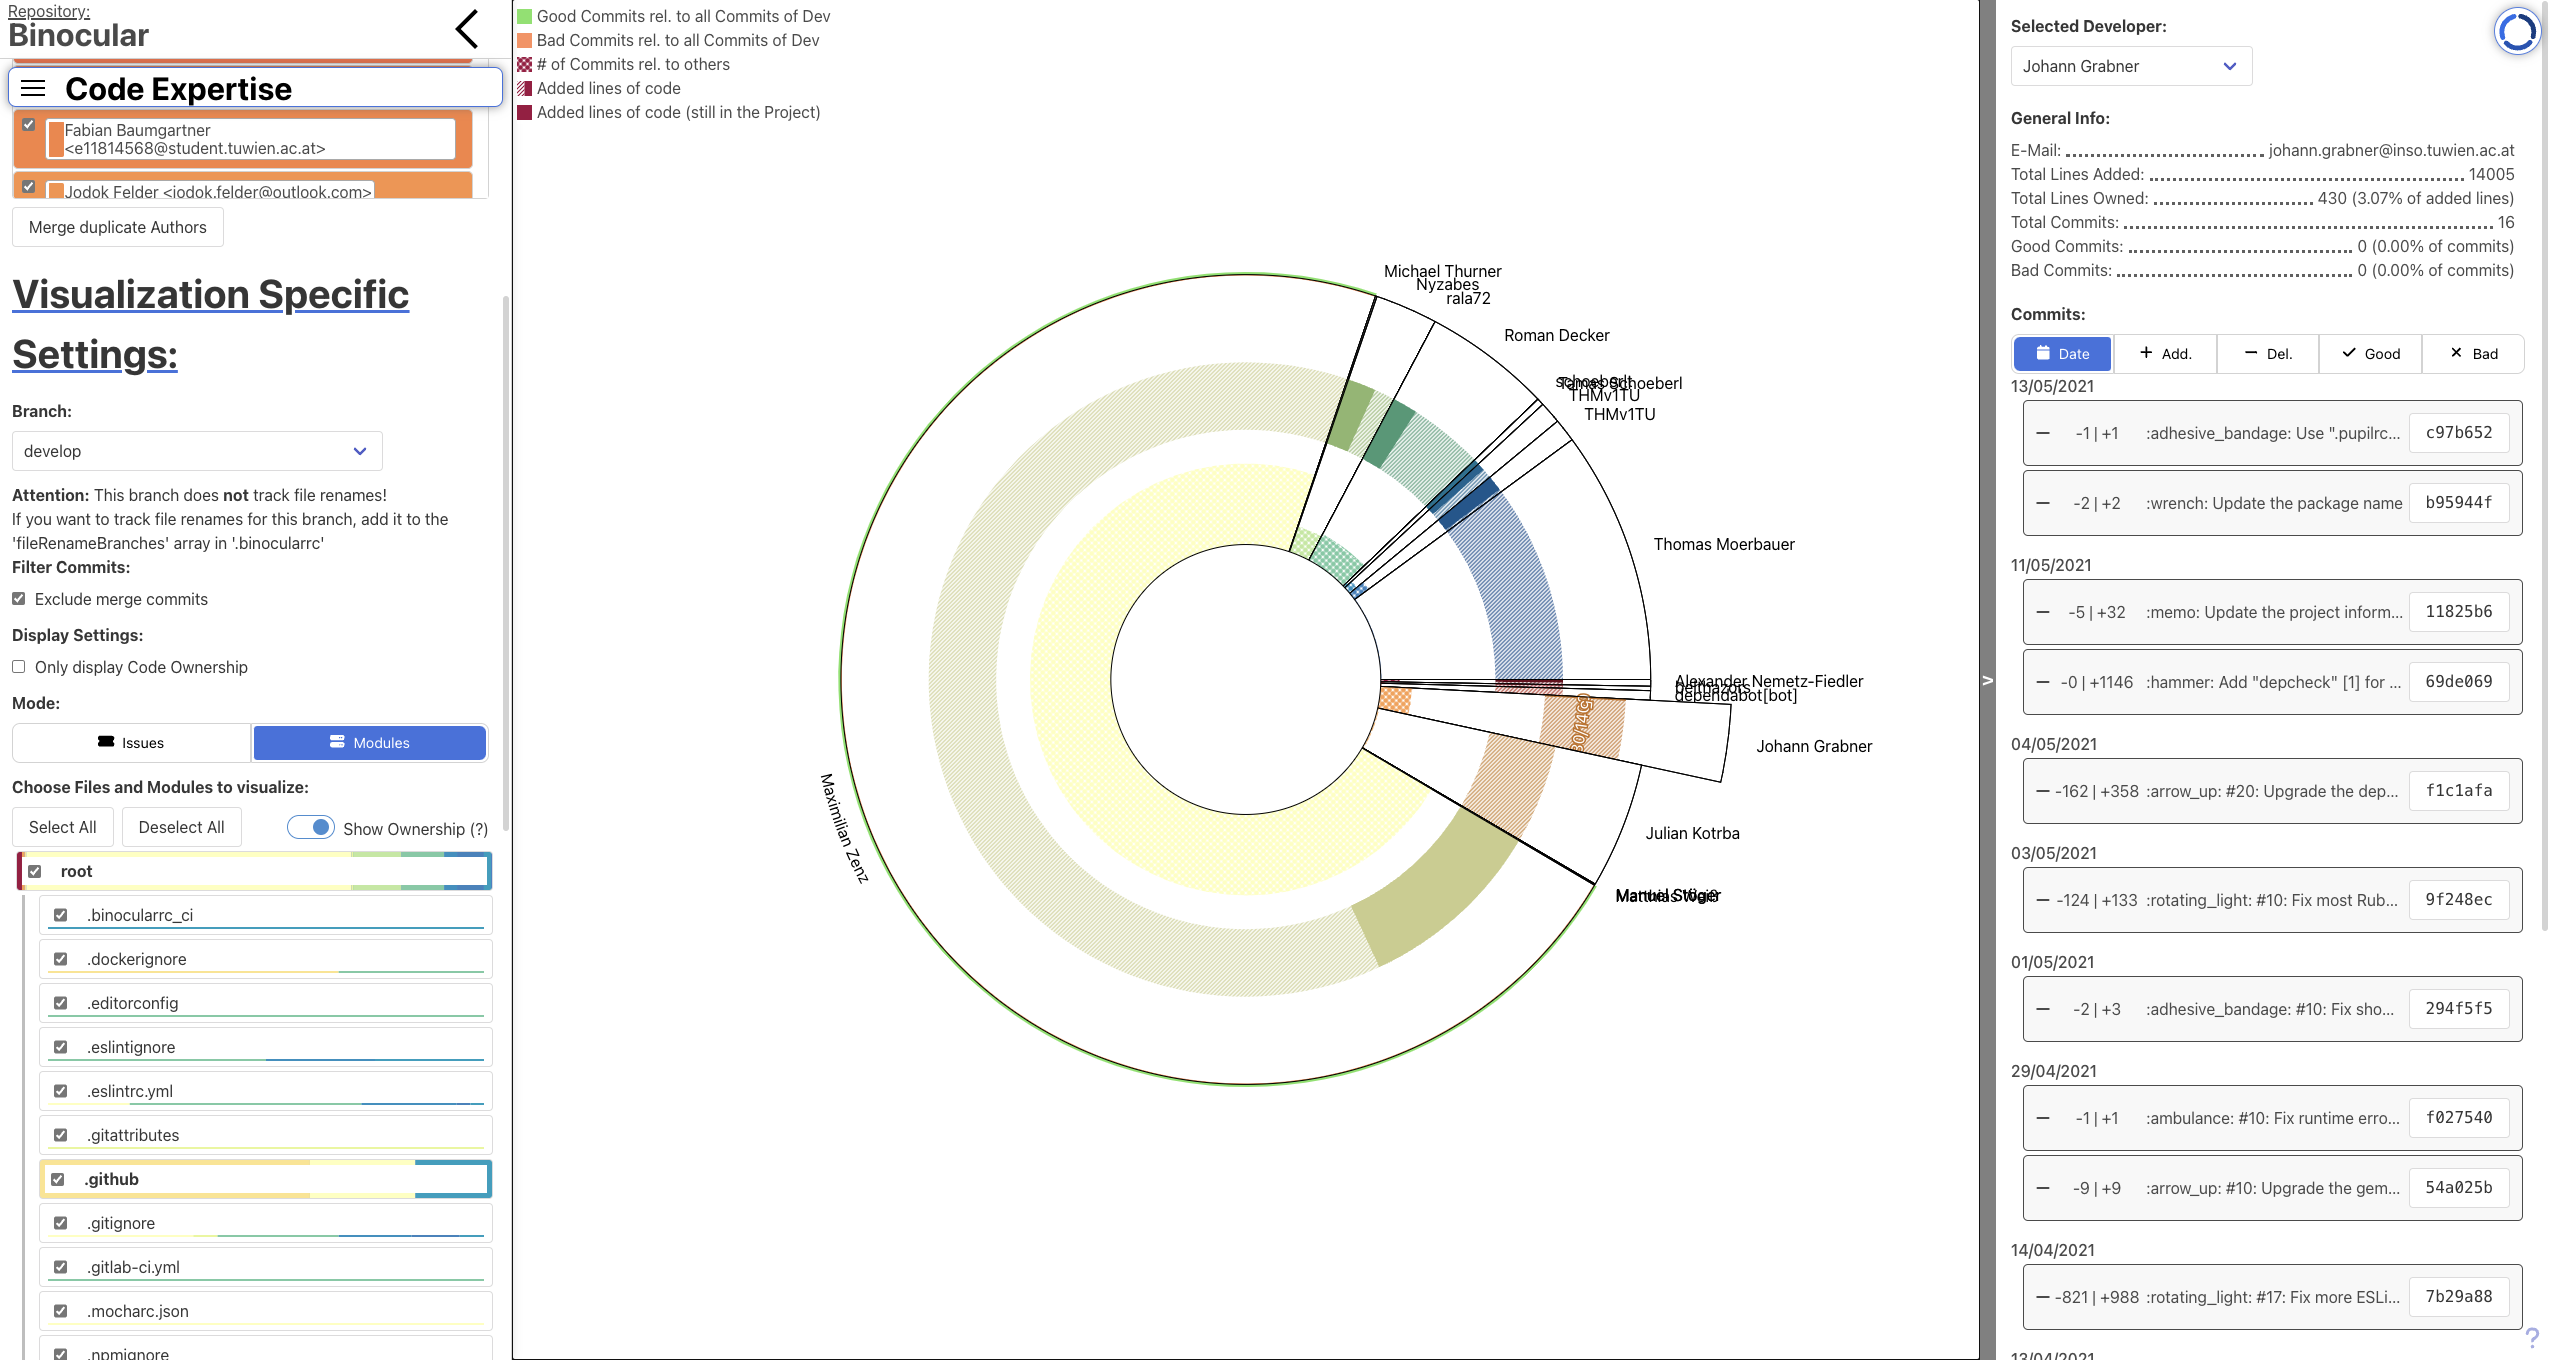 Repository:
Binocular
Code Expertise
Fabian Baumgartner
<e11814568@student.tuwien.ac.at>
Jodok Felder <jodok.felder@outlook.com>
Merge duplicate Authors
Visualization Specific
Settings:
Branch:
develop
Attention: This branch does not track file renames!
If you want to track file renames for this branch, add it to the
'fileRenameBranches' array in '.binocularrc'
Filter Commits:
Exclude merge commits
Display Settings:
Only display Code Ownership
Mode:
Issues
Modules
Choose Files and Modules to visualize:
Select All
Deselect All
Show Ownership (?)
root
.binocularrc_ci
.dockerignore
.editorconfig
.eslintignore
.eslintrc.yml
.gitattributes
.github
.gitignore
.gitlab-ci.yml
.mocharc.json
.npmignore
Good Commits rel. to all Commits of Dev
Bad Commits rel. to all Commits of Dev
# of Commits rel. to others
Added lines of code
Added lines of code (still in the Project)
Michael Thurner
Nyzabes
rala72
Roman Decker
schoeberlt
Tamas Schoeberl
THMv1TU
THMv1TU
Thomas Moerbauer
Alexander Nemetz-Fiedler
dependabot[bot]
Johann Grabner
Julian Kotrba
Manuel Stöger
Maximilian Zenz
>
Selected Developer:
Johann Grabner
General Info:
E-Mail: johann.grabner@inso.tuwien.ac.at
Total Lines Added: 14005
Total Lines Owned: 430 (3.07% of added lines)
Total Commits: 16
Good Commits: 0 (0.00% of commits)
Bad Commits: 0 (0.00% of commits)
Commits:
Date
Add.
Del.
Good
Bad
13/05/2021
-1 | +1 :adhesive_bandage: Use ".pupilrc... c97b652
-2 | +2 :wrench: Update the package name b95944f
11/05/2021
-5 | +32 :memo: Update the project inform... 11825b6
-0 | +1146 :hammer: Add "depcheck" [1] for ... 69de069
04/05/2021
-162 | +358 :arrow_up: #20: Upgrade the dep... f1c1afa
03/05/2021
-124 | +133 :rotating_light: #10: Fix most Rub... 9f248ec
01/05/2021
-2 | +3 :adhesive_bandage: #10: Fix sho... 294f5f5
29/04/2021
-1 | +1 :ambulance: #10: Fix runtime erro... f027540
-9 | +9 :arrow_up: #10: Upgrade the gem... 54a025b
14/04/2021
-821 | +988 :rotating_light: #17: Fix more ESLi... 7b29a88
13/04/2021
?